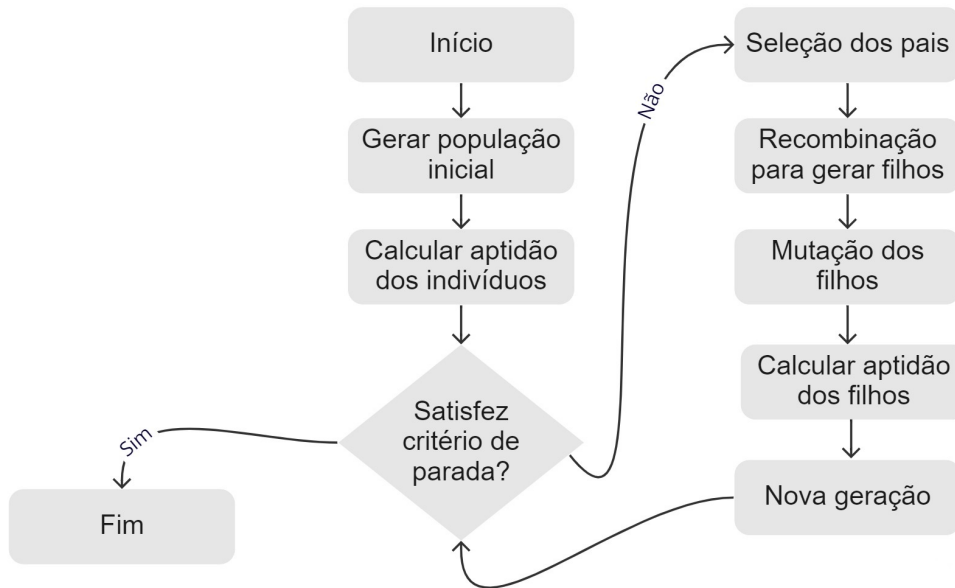 Início
Gerar população
inicial
Calcular aptidão
dos indivíduos
Satisfez
critério de
parada?
Sim
Fim
Não
Seleção dos pais
Recombinação
para gerar filhos
Mutação dos
filhos
Calcular aptidão
dos filhos
Nova geração